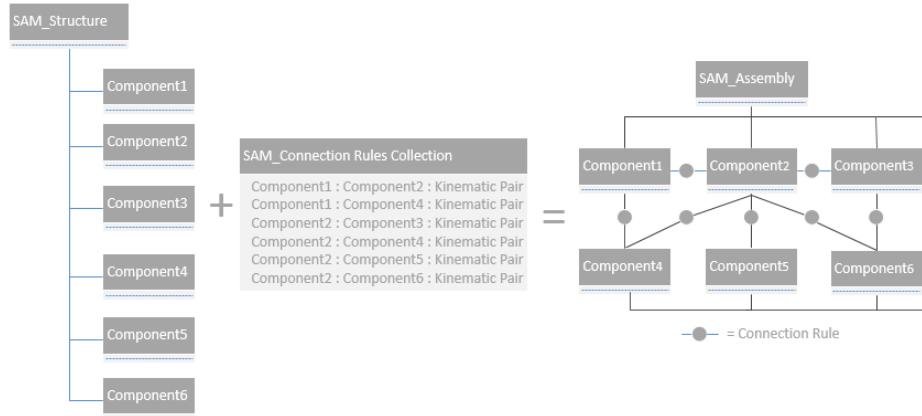 SAM_Structure
Component1
Component2
Component3
Component4
Component5
Component6
+
SAM_Connection Rules Collection
Component1 : Component2 : Kinematic Pair
Component1 : Component4 : Kinematic Pair
Component2 : Component3 : Kinematic Pair
Component2 : Component4 : Kinematic Pair
Component2 : Component5 : Kinematic Pair
Component2 : Component6 : Kinematic Pair
=
SAM_Assembly
Component1
Component2
Component3
Component4
Component5
Component6
= Connection Rule